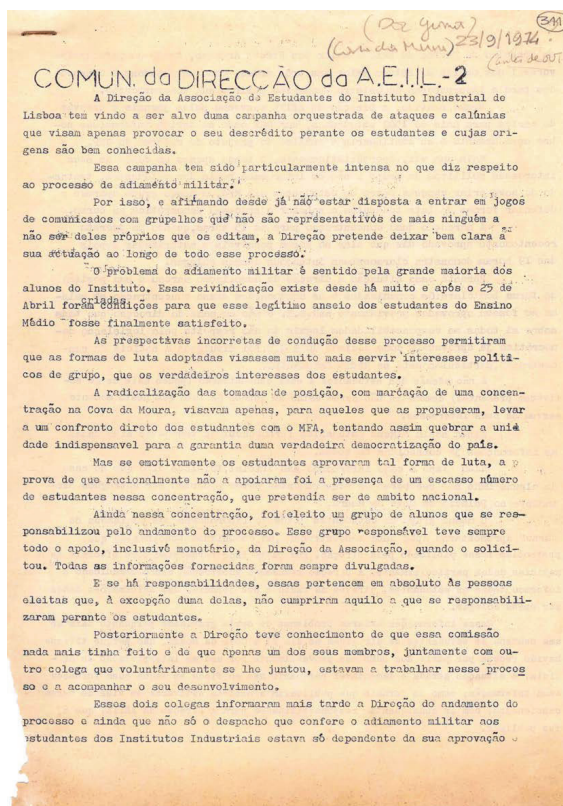 341
23/9/1974
COMUN. da DIRECÇÃO da A.E.I.I.L.-2
A Direção da Associação de Estudantes do Instituto Industrial de
Lisboa tem vindo a ser alvo duma campanha orquestrada de ataques e calúnias
que visam apenas provocar o seu descrédito perante os estudantes e cujas ori-
gens são bem conhecidas.
Essa campanha tem sido particularmente intensa no que diz respeito
ao processo de adiamento militar.
Por isso, e afirmando desde já não estar disposta a entrar em jogos
de comunicados com grupelhos que não são representativos de mais ninguém a
não ser deles próprios que os editam, a Direção pretende deixar bem clara a
sua actuação ao longo de todo esse processo.
O problema do adiamento militar é sentido pela grande maioria dos
alunos do Instituto. Essa reivindicação existe desde há muito e após o 25 de
criadas
Abril foram condições para que esse legítimo anseio dos estudantes do Ensino
Mádio fosse finalmente satisfeito.
As prespectávas incorretas de condução desse processo permitiram
que as formas de luta adoptadas visassem muito mais servir interesses políti-
cos de grupo, que os verdadeiros interesses dos estudantes.
A radicalização das tomadas de posição, com marcação de uma concen-
tração na Cova da Moura, visavam apenas, para aqueles que as propuseram, levar
a um confronto direto dos estudantes com o MFA, tentando assim quebrar a uni
dade indispensavel para a garantia duma verdadeira democratização do país.
Mas se emotivamente os estudantes aprovaram tal forma de luta, a p
prova de que racionalmente não a apoiaram foi a presença de um escasso número
de estudantes nessa concentração, que pretendia ser de ambito nacional.
Ainda nessa concentração, foi eleito um grupo de alunos que se res-
ponsabilizou pelo andamento do processo. Esse grupo responsável teve sempre
todo o apoio, inclusivé monetário, da Direção da Associação, quando o solici-
tou. Todas as informações fornecidas foram sempre divulgadas.
E se há responsabilidades, essas pertencem em absoluto às pessoas
eleitas que, à excepção duma delas, não cumpriram aquilo a que se responsabili-
zaram perante os estudantes.
Posteriormente a Direção teve conhecimento de que essa comissão
nada mais tinha feito e de que apenas um dos seus membros, juntamente com ou-
tro colega que voluntáriamente se lhe juntou, estavam a trabalhar nesse proces
so e a acompanhar o seu desenvolvimento.
Esses dois colegas informaram mais tarde a Direção do andamento do
processo e ainda que não só o despacho que confere o adiamento militar aos
estudantes dos Institutos Industriais estava só dependente da sua aprovação